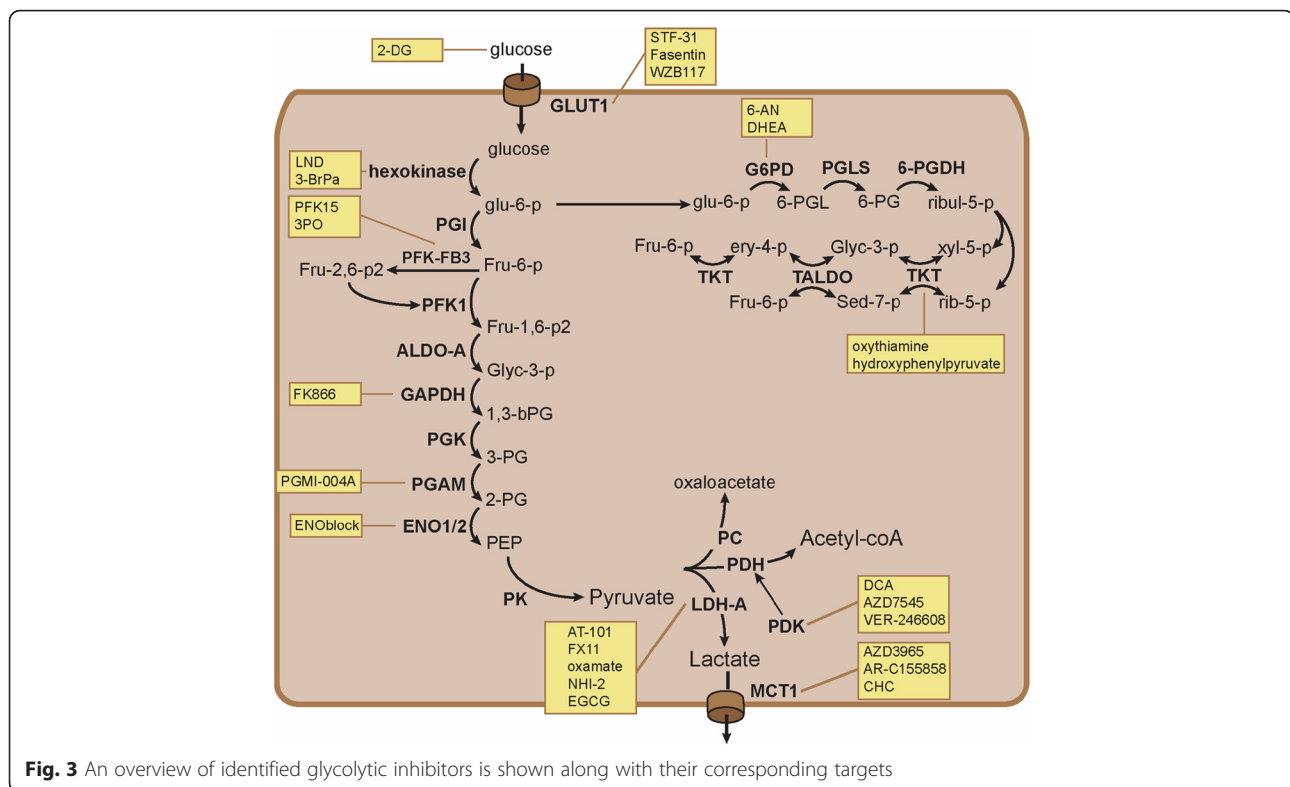 2-DG
glucose
STF-31
Fasentin
WZB117
GLUT1
glucose
LND
3-BrPa
hexokinase
glu-6-p
PFK15
3PO
PGI
PFK-FB3
Fru-2,6-p2
Fru-6-p
PFK1
Fru-1,6-p2
ALDO-A
Glyc-3-p
FK866
GAPDH
1,3-bPG
PGK
3-PG
PGMI-004A
PGAM
2-PG
ENOblock
ENO1/2
PEP
PK
Pyruvate
6-AN
DHEA
G6PD
PGLS
6-PGDH
glu-6-p
6-PGL
6-PG
ribul-5-p
Fru-6-p
ery-4-p
Glyc-3-p
xyl-5-p
TKT
TALDO
TKT
Fru-6-p
Sed-7-p
rib-5-p
oxythiamine
hydroxyphenylpyruvate
oxaloacetate
PC
Acetyl-coA
PDH
LDH-A
PDK
DCA
AZD7545
VER-246608
AT-101
FX11
oxamate
NHI-2
EGCG
Lactate
MCT1
AZD3965
AR-C155858
CHC
Fig. 3 An overview of identified glycolytic inhibitors is shown along with their corresponding targets